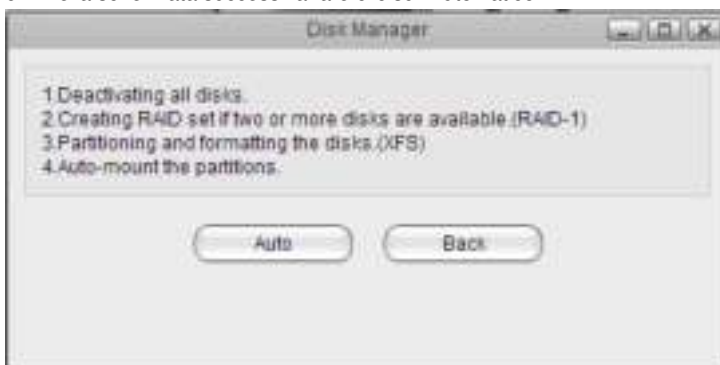 Disk Manager
1.Deactivating all disks.
2.Creating RAID set if two or more disks are available.(RAID-1)
3.Partitioning and formatting the disks.(XFS)
4.Auto-mount the partitions.
Auto Back